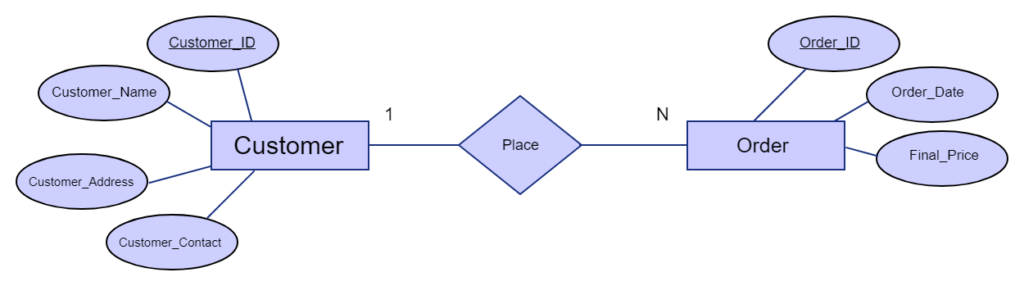 Customer_ID
Order_ID
Customer_Name
Order_Date
1
N
Customer
Place
Order
Final_Price
Customer_Address
Customer_Contact